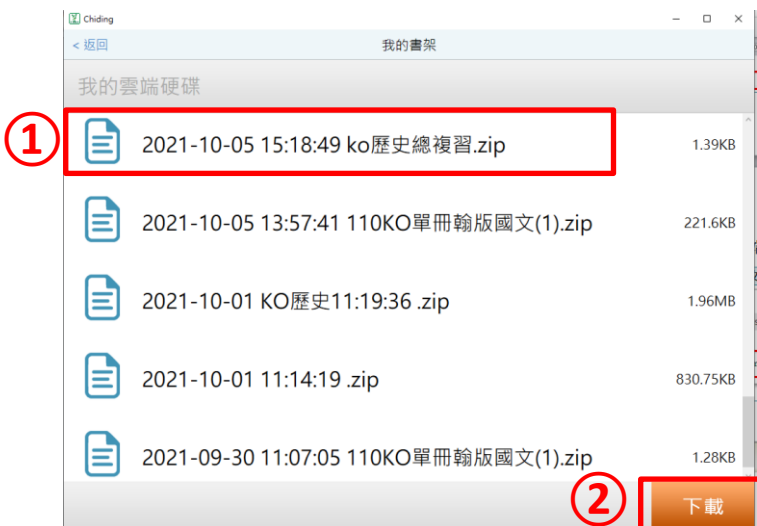 Chiding
< 返回
我的書架
我的雲端硬碟
① 2021-10-05 15:18:49 ko歷史總複習.zip 1.39KB
2021-10-05 13:57:41 110KO單冊翰版國文(1).zip 221.6KB
2021-10-01 KO歷史11:19:36 .zip 1.96MB
2021-10-01 11:14:19 .zip 830.75KB
2021-09-30 11:07:05 110KO單冊翰版國文(1).zip 1.28KB
② 下載